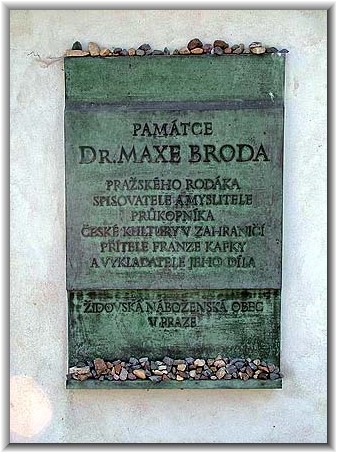 PAMÁTCE
DR. MAXE BRODA
PRAŽSKÉHO RODÁKA
SPISOVATELE A MYSLITELE
PRŮKOPNÍKA
ČESKÉ KULTURY V ZAHRANIČÍ
PŘÍTELE FRANZE KAFKY
A VYKLADATELE JEHO DÍLA
ŽIDOVSKÁ NÁBOŽENSKÁ OBEC
V PRAZE